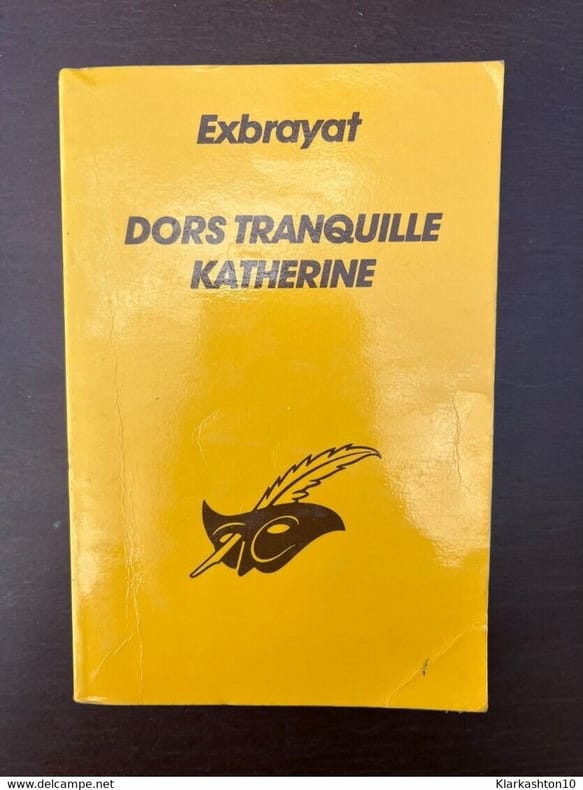 Exbrayat
DORS TRANQUILLE
KATHERINE
www.delcampe.net
Klarkashton10